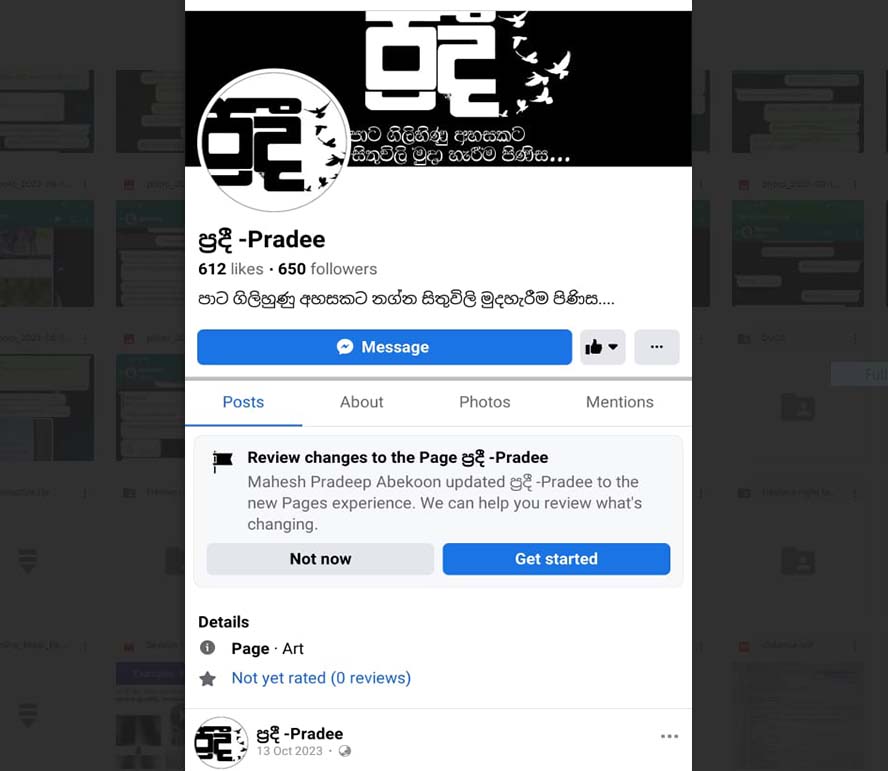 ප්‍රදී
ප්‍රදී
පාට ගිලිහිණු අහසකට
සිතුවිලි මුදා හැරීම පිණිස...
ප්‍රදී -Pradee
612 likes • 650 followers
පාට ගිලිහුණු අහසකට නග්න සිතුවිලි මුදහැරීම පිණිස....
Message
Posts About Photos Mentions
Review changes to the Page ප්‍රදී -Pradee
Mahesh Pradeep Abekoon updated ප්‍රදී -Pradee to the
new Pages experience. We can help you review what's
changing.
Not now Get started
Details
Page · Art
Not yet rated (0 reviews)
ප්‍රදී
ප්‍රදී -Pradee
13 Oct 2023 ·